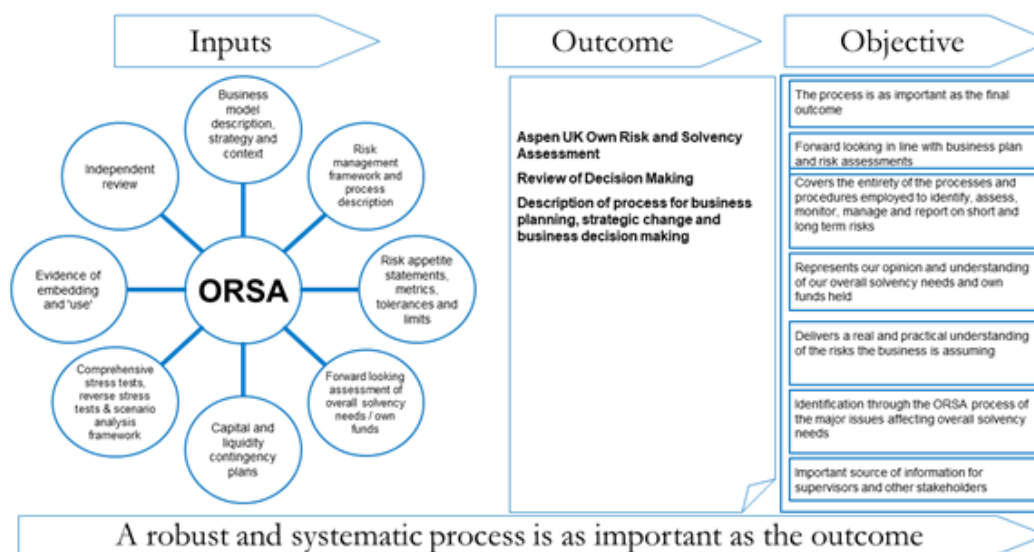 Inputs
Outcome
Objective
Business
model
description,
strategy and
context
Risk
management
framework and
process
description
Risk appetite
statements,
metrics,
tolerances and
limits
Forward looking
assessment of
overall solvency
needs / own
funds
Capital and
liquidity
contingency
plans
Comprehensive
stress tests,
reverse stress
tests & scenario
analysis
framework
Evidence of
embedding
and 'use'
Independent
review
ORSA
Aspen UK Own Risk and Solvency
Assessment
Review of Decision Making
Description of process for business
planning, strategic change and
business decision making
The process is as important as the final
outcome
Forward looking in line with business plan
and risk assessments
Covers the entirety of the processes and
procedures employed to identify, assess,
monitor, manage and report on short and
long term risks
Represents our opinion and understanding
of our overall solvency needs and own
funds held
Delivers a real and practical understanding
of the risks the business is assuming
Identification through the ORSA process of
the major issues affecting overall solvency
needs
Important source of information for
supervisors and other stakeholders
A robust and systematic process is as important as the outcome